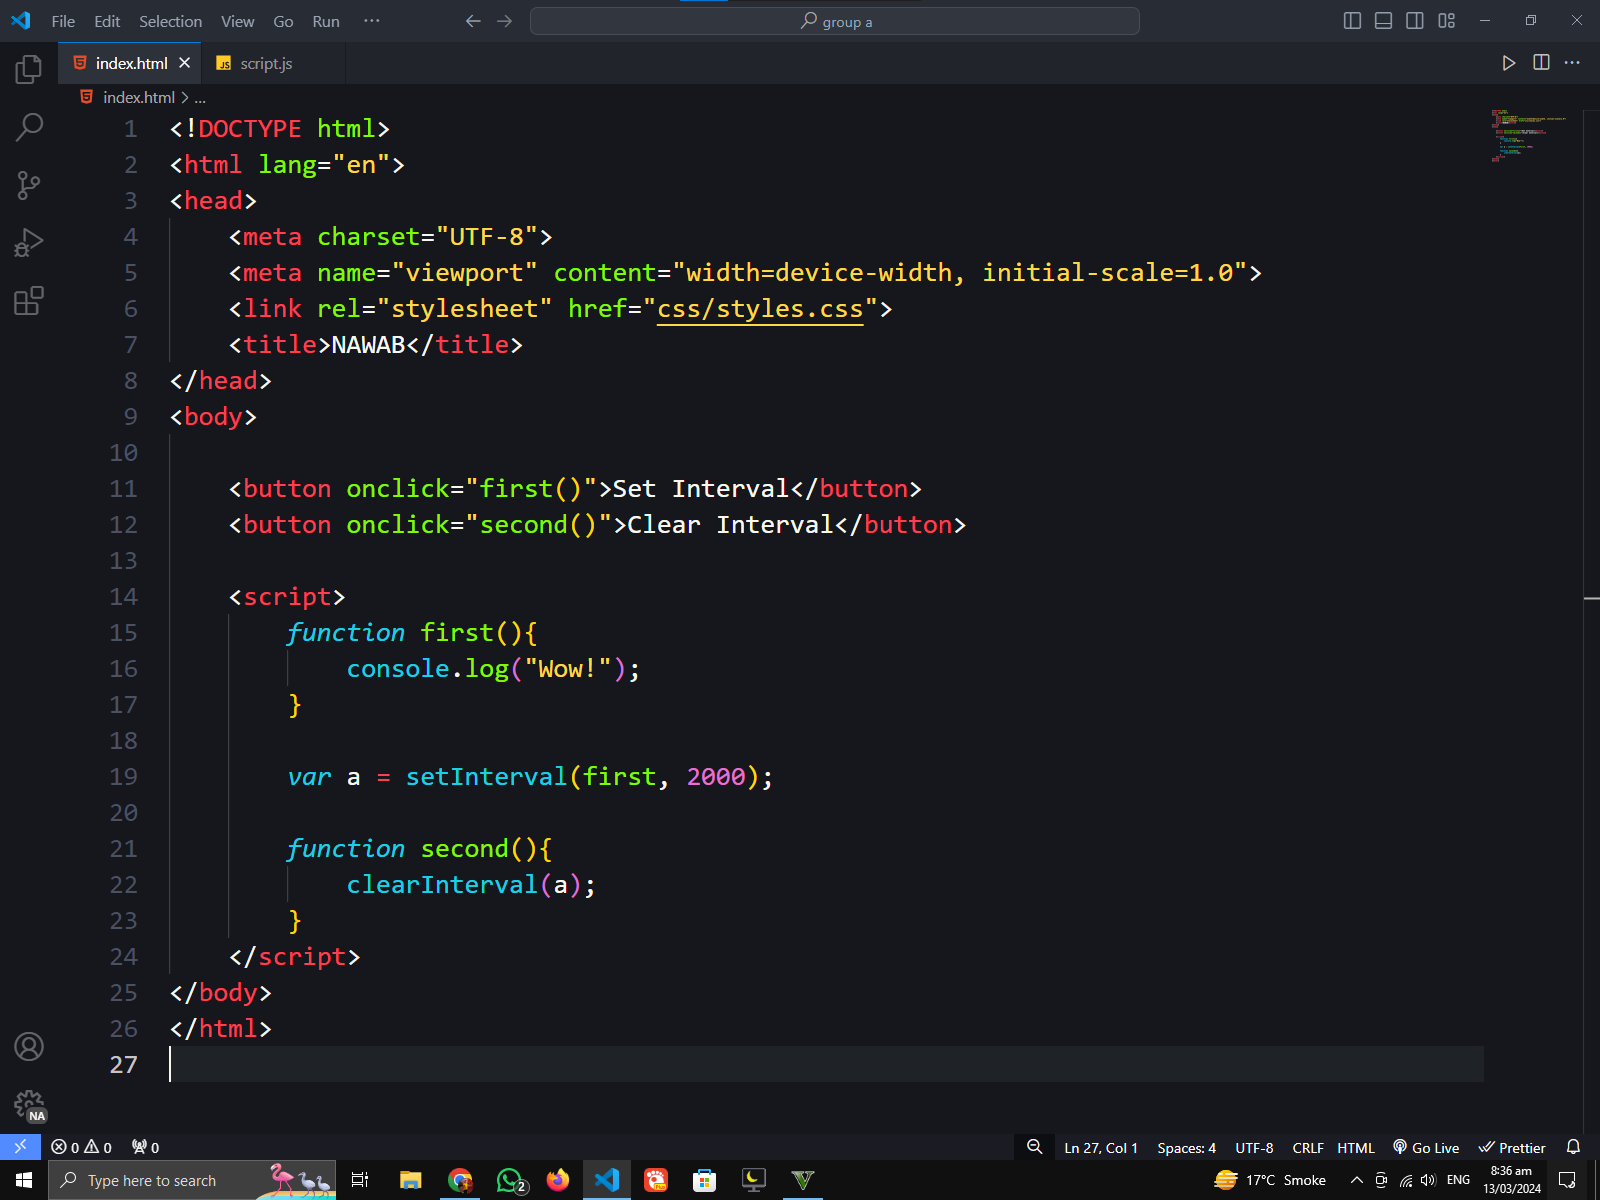 File Edit Selection View Go Run ··· group a
index.html JS script.js
index.html > ...
1 <!DOCTYPE html>
2 <html lang="en">
3 <head>
4 <meta charset="UTF-8">
5 <meta name="viewport" content="width=device-width, initial-scale=1.0">
6 <link rel="stylesheet" href="css/styles.css">
7 <title>NAWAB</title>
8 </head>
9 <body>
10
11 <button onclick="first()">Set Interval</button>
12 <button onclick="second()">Clear Interval</button>
13
14 <script>
15 function first(){
16 console.log("Wow!");
17 }
18
19 var a = setInterval(first, 2000);
20
21 function second(){
22 clearInterval(a);
23 }
24 </script>
25 </body>
26 </html>
27
NA
0 0 0 Ln 27, Col 1 Spaces: 4 UTF-8 CRLF HTML Go Live Prettier
Type here to search 2 17°C Smoke ENG 8:36 am
13/03/2024